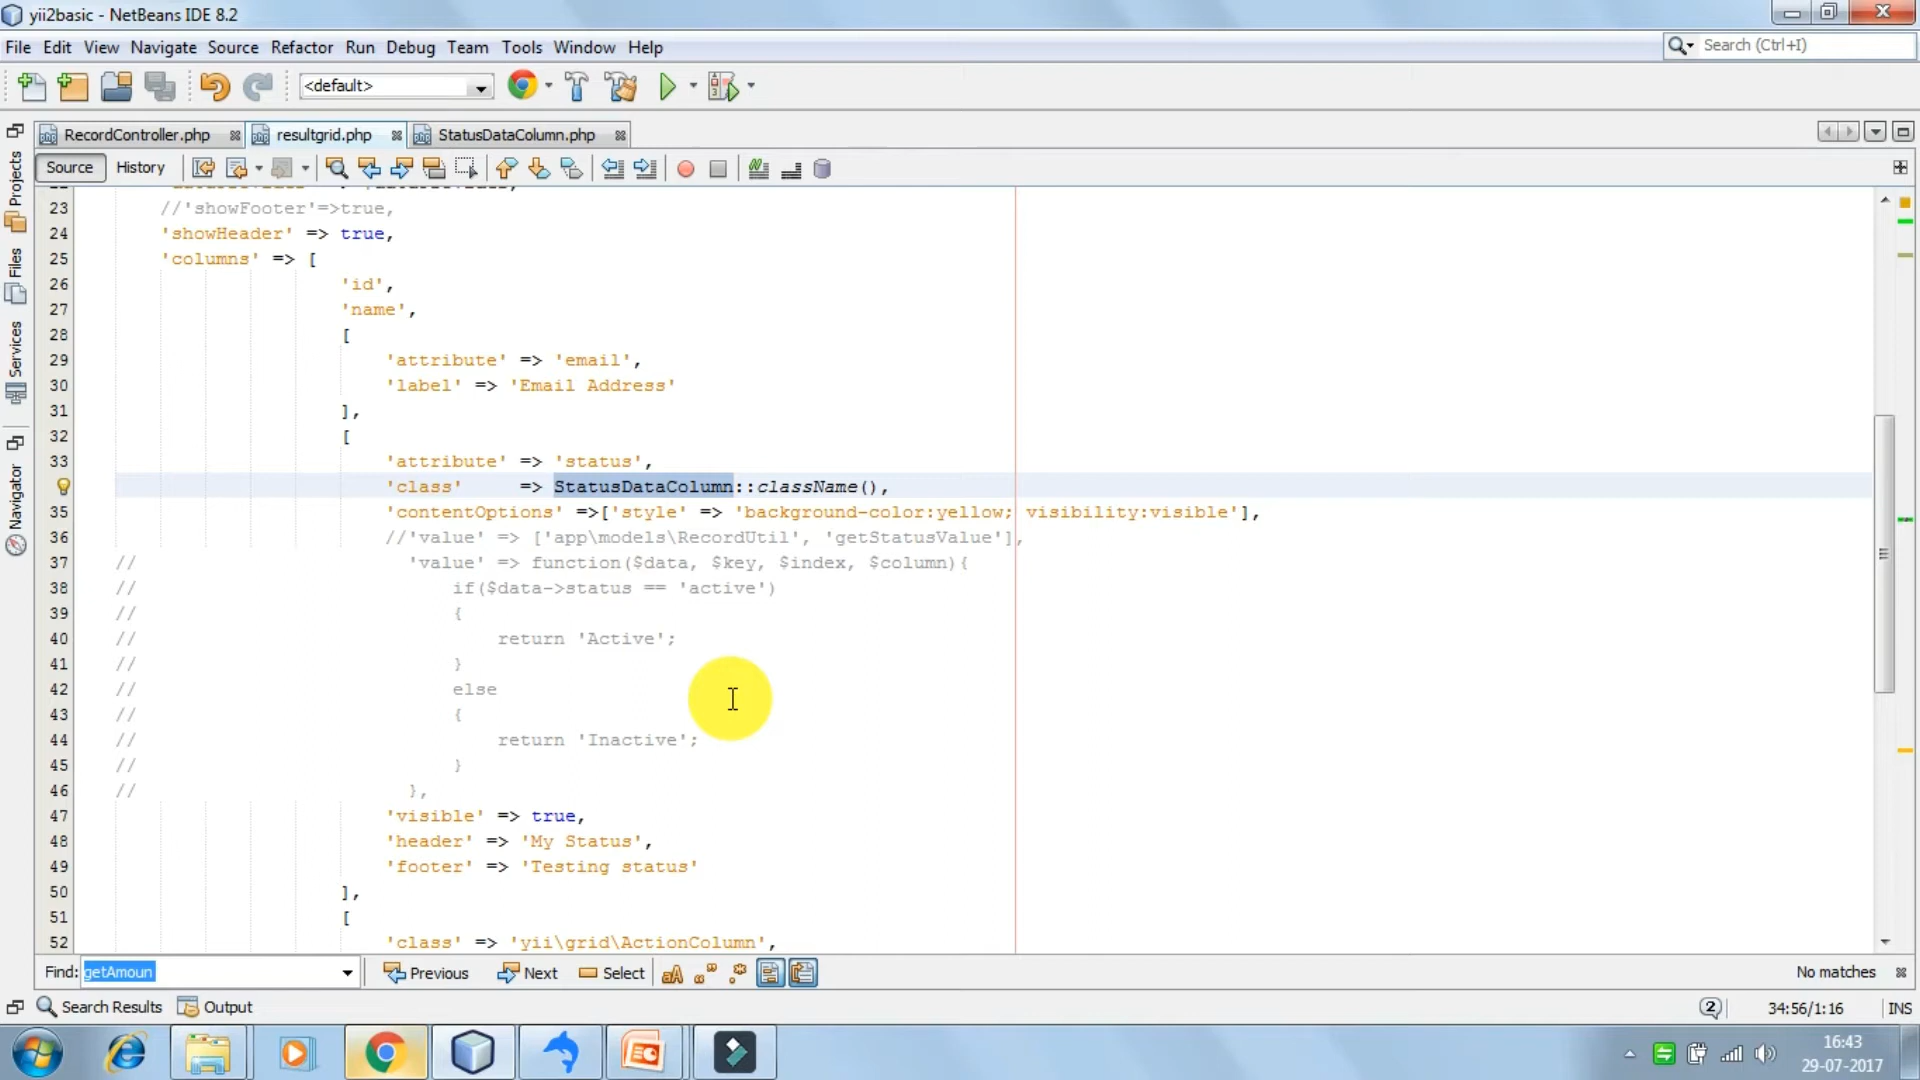 yii2basic - NetBeans IDE 8.2
File Edit View Navigate Source Refactor Run Debug Team Tools Window Help
Search (Ctrl+I)
<default>
RecordController.php
resultgrid.php
StatusDataColumn.php
Source History
Projects
Files
Services
Navigator
23 //'showFooter'=>true,
24 'showHeader' => true,
25 'columns' => [
26 'id',
27 'name',
28 [
29 'attribute' => 'email',
30 'label' => 'Email Address'
31 ],
32 [
33 'attribute' => 'status',
'class' => StatusDataColumn::className(),
35 'contentOptions' =>['style' => 'background-color:yellow; visibility:visible'],
36 //'value' => ['app\models\RecordUtil', 'getStatusValue'],
37 // 'value' => function($data, $key, $index, $column){
38 // if($data->status == 'active')
39 // {
40 // return 'Active';
41 // }
42 // else
43 // {
44 // return 'Inactive';
45 // }
46 // },
47 'visible' => true,
48 'header' => 'My Status',
49 'footer' => 'Testing status'
50 ],
51 [
52 'class' => 'yii\grid\ActionColumn',
Find: getAmoun
Previous Next Select
No matches
Search Results Output
2
34:56/1:16 INS
16:43
29-07-2017